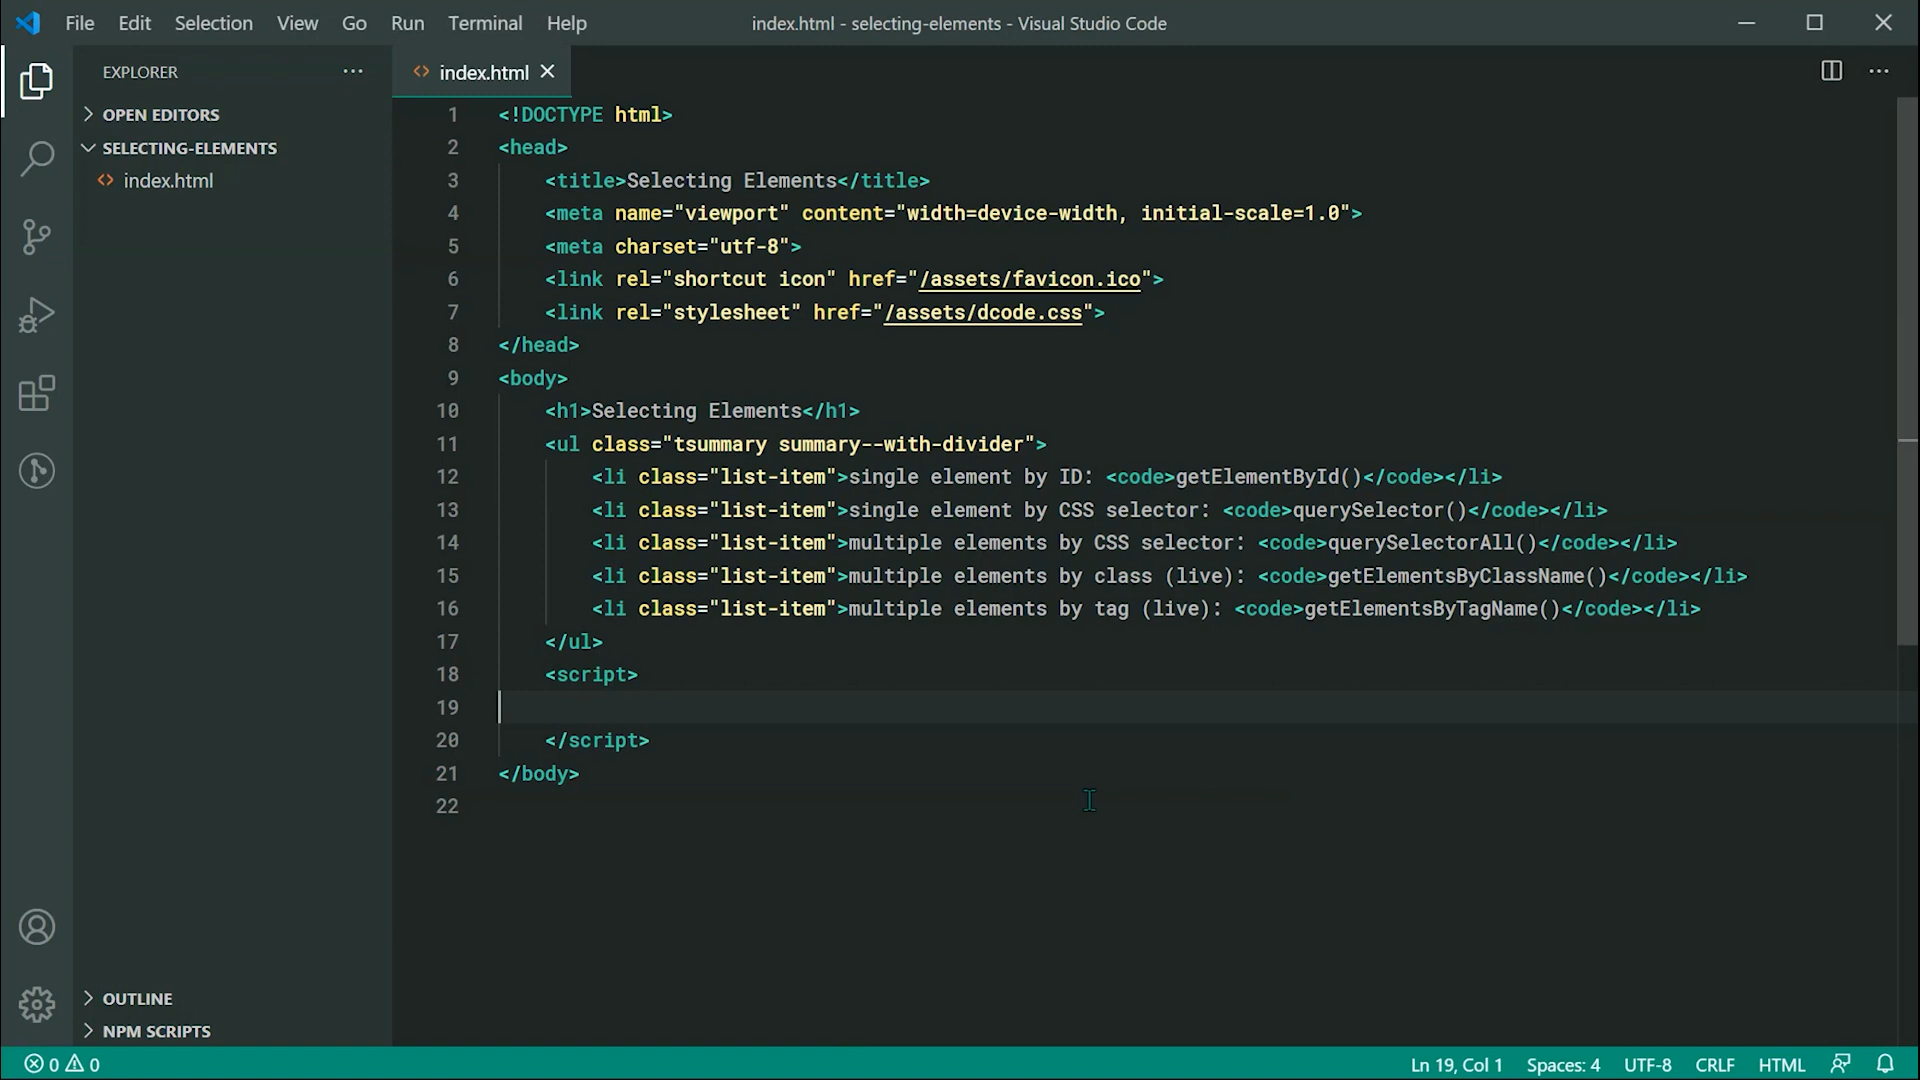 File Edit Selection View Go Run Terminal Help
index.html - selecting-elements - Visual Studio Code
EXPLORER
OPEN EDITORS
SELECTING-ELEMENTS
index.html
OUTLINE
NPM SCRIPTS
index.html
1 <!DOCTYPE html>
2 <head>
3 <title>Selecting Elements</title>
4 <meta name="viewport" content="width=device-width, initial-scale=1.0">
5 <meta charset="utf-8">
6 <link rel="shortcut icon" href="/assets/favicon.ico">
7 <link rel="stylesheet" href="/assets/dcode.css">
8 </head>
9 <body>
10 <h1>Selecting Elements</h1>
11 <ul class="tsummary summary--with-divider">
12 <li class="list-item">single element by ID: <code>getElementById()</code></li>
13 <li class="list-item">single element by CSS selector: <code>querySelector()</code></li>
14 <li class="list-item">multiple elements by CSS selector: <code>querySelectorAll()</code></li>
15 <li class="list-item">multiple elements by class (live): <code>getElementsByClassName()</code></li>
16 <li class="list-item">multiple elements by tag (live): <code>getElementsByTagName()</code></li>
17 </ul>
18 <script>
19
20 </script>
21 </body>
22
0 0 Ln 19, Col 1 Spaces: 4 UTF-8 CRLF HTML